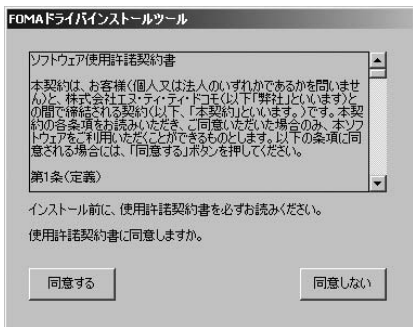 FOMAドライバインストールツール
ソフトウェア使用許諾契約書
本契約は、お客様(個人又は法人のいずれかであるかを問いませ
ん)と、株式会社エヌ・ティ・ティ・ドコモ(以下「弊社」といいます)と
の間で締結される契約(以下、「本契約」といいます。)です。本契
約の各条項をお読みいただき、ご同意いただいた場合のみ、本ソフ
トウェアをご利用いただくことができるものとします。以下の条項に同
意される場合には、「同意する」ボタンを押してください。
第1条(定義)
インストール前に、使用許諾契約書を必ずお読みください。
使用許諾契約書に同意しますか。
同意する
同意しない